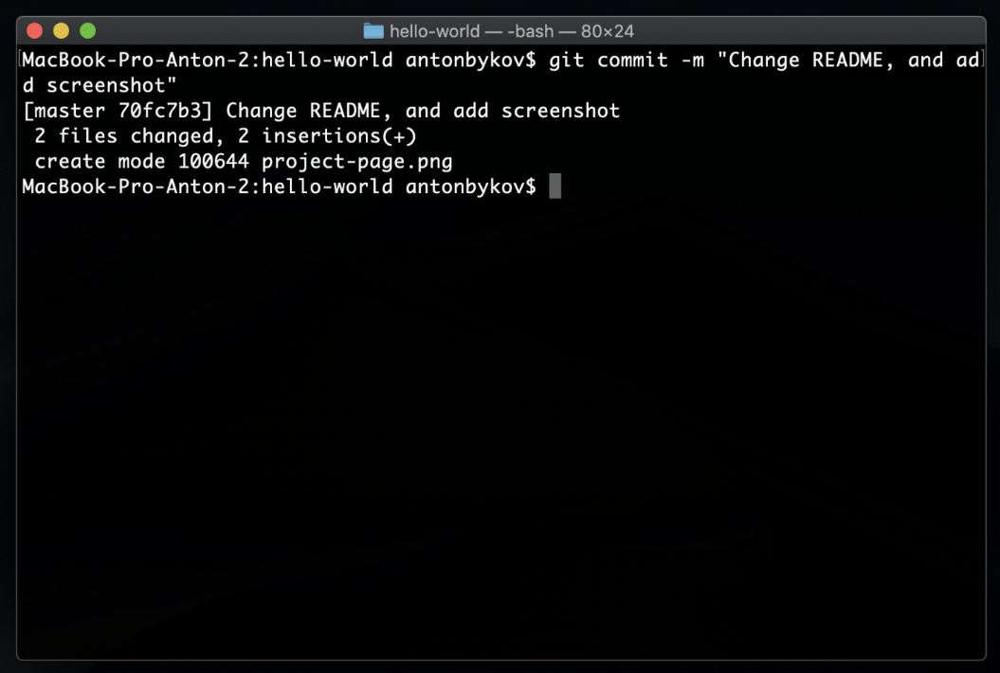 hello-world — -bash — 80×24
MacBook-Pro-Anton-2:hello-world antonbykov$ git commit -m "Change README, and ad
d screenshot"
[master 70fc7b3] Change README, and add screenshot
 2 files changed, 2 insertions(+)
 create mode 100644 project-page.png
MacBook-Pro-Anton-2:hello-world antonbykov$